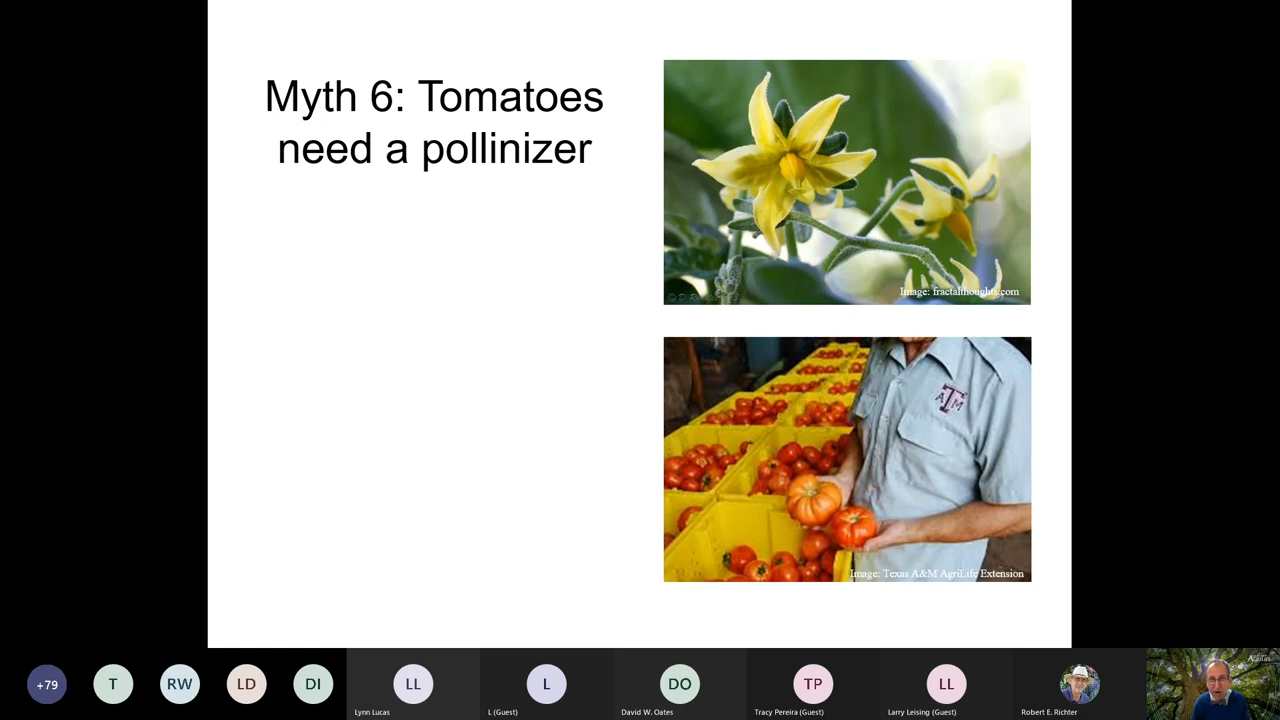 Myth 6: Tomatoes
need a pollinizer
Image: fractalthoughts.com
ATM
Image: Texas A&M AgriLife Extension
+79
T
RW
LD
DI
LL
Lynn Lucas
L
L (Guest)
DO
David W. Oates
TP
Tracy Pereira (Guest)
LL
Larry Leising (Guest)
Robert E. Richter